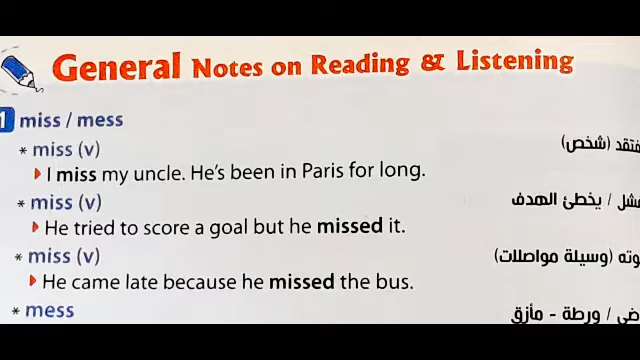 General Notes on Reading & Listening
1 miss / mess
* miss (v) (شخص)
I miss my uncle. He's been in Paris for long.
* miss (v) / يخطئ الهدف
He tried to score a goal but he missed it.
* miss (v) (وسيلة مواصلات)
He came late because he missed the bus.
* mess / ورطة - مأزق